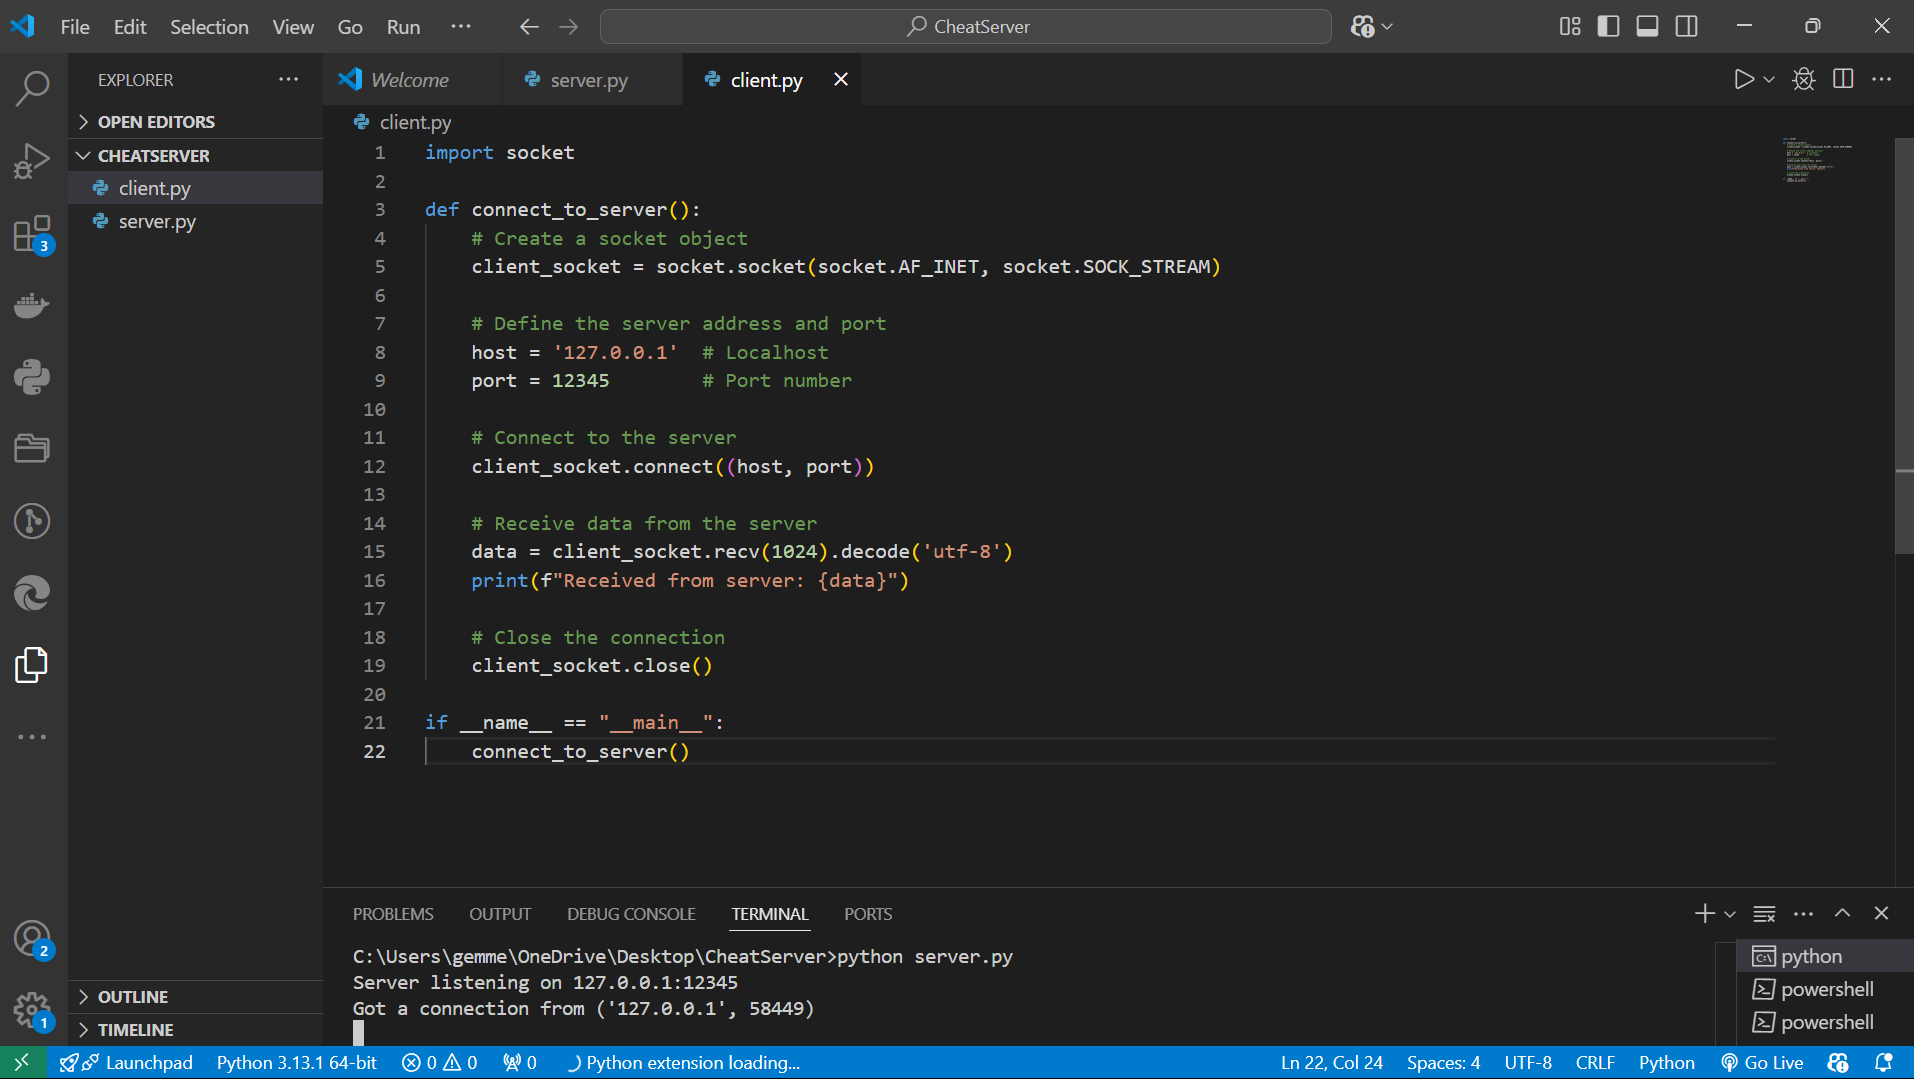 File Edit Selection View Go Run ··· CheatServer
EXPLORER ···
OPEN EDITORS
CHEATSERVER
client.py
server.py
OUTLINE
TIMELINE
3
2
1
Welcome server.py client.py
client.py
1 import socket
2
3 def connect_to_server():
4     # Create a socket object
5     client_socket = socket.socket(socket.AF_INET, socket.SOCK_STREAM)
6
7     # Define the server address and port
8     host = '127.0.0.1'  # Localhost
9     port = 12345        # Port number
10
11     # Connect to the server
12     client_socket.connect((host, port))
13
14     # Receive data from the server
15     data = client_socket.recv(1024).decode('utf-8')
16     print(f"Received from server: {data}")
17
18     # Close the connection
19     client_socket.close()
20
21 if __name__ == "__main__":
22     connect_to_server()
PROBLEMS OUTPUT DEBUG CONSOLE TERMINAL PORTS
C:\Users\gemme\OneDrive\Desktop\CheatServer>python server.py
Server listening on 127.0.0.1:12345
Got a connection from ('127.0.0.1', 58449)
python
powershell
powershell
Launchpad Python 3.13.1 64-bit 0 0 0 Python extension loading... Ln 22, Col 24 Spaces: 4 UTF-8 CRLF Python Go Live